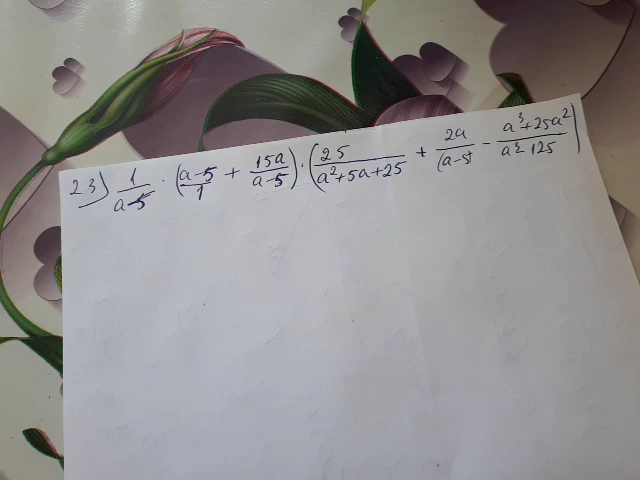 23) 1/(a-5) · ((a-5)/1 + 15a/(a-5)) · (25/(a²+5a+25) + 2a/(a-5) - (a³+25a²)/(a³-125))